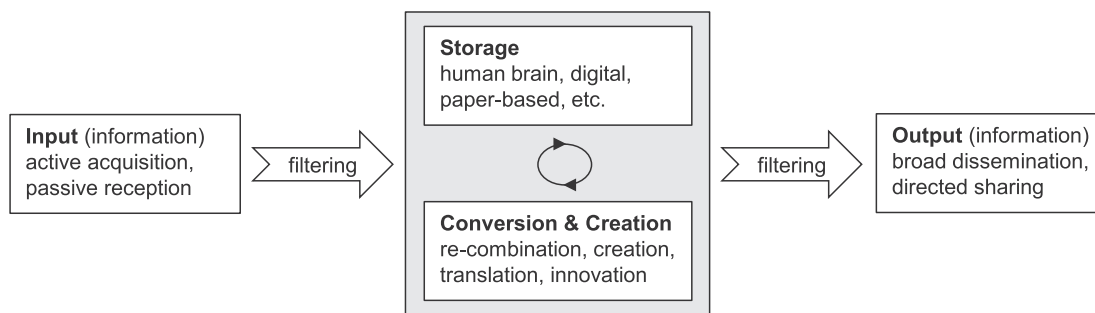 Input (information)
active acquisition,
passive reception
filtering
Storage
human brain, digital,
paper-based, etc.
Conversion & Creation
re-combination, creation,
translation, innovation
filtering
Output (information)
broad dissemination,
directed sharing